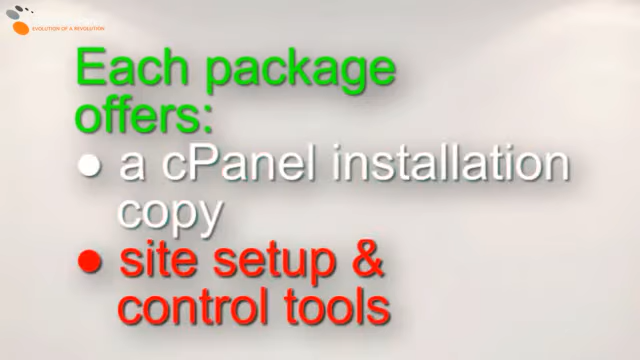 EVOLUTION OF A REVOLUTION
Each package
offers:
● a cPanel installation
copy
● site setup &
control tools